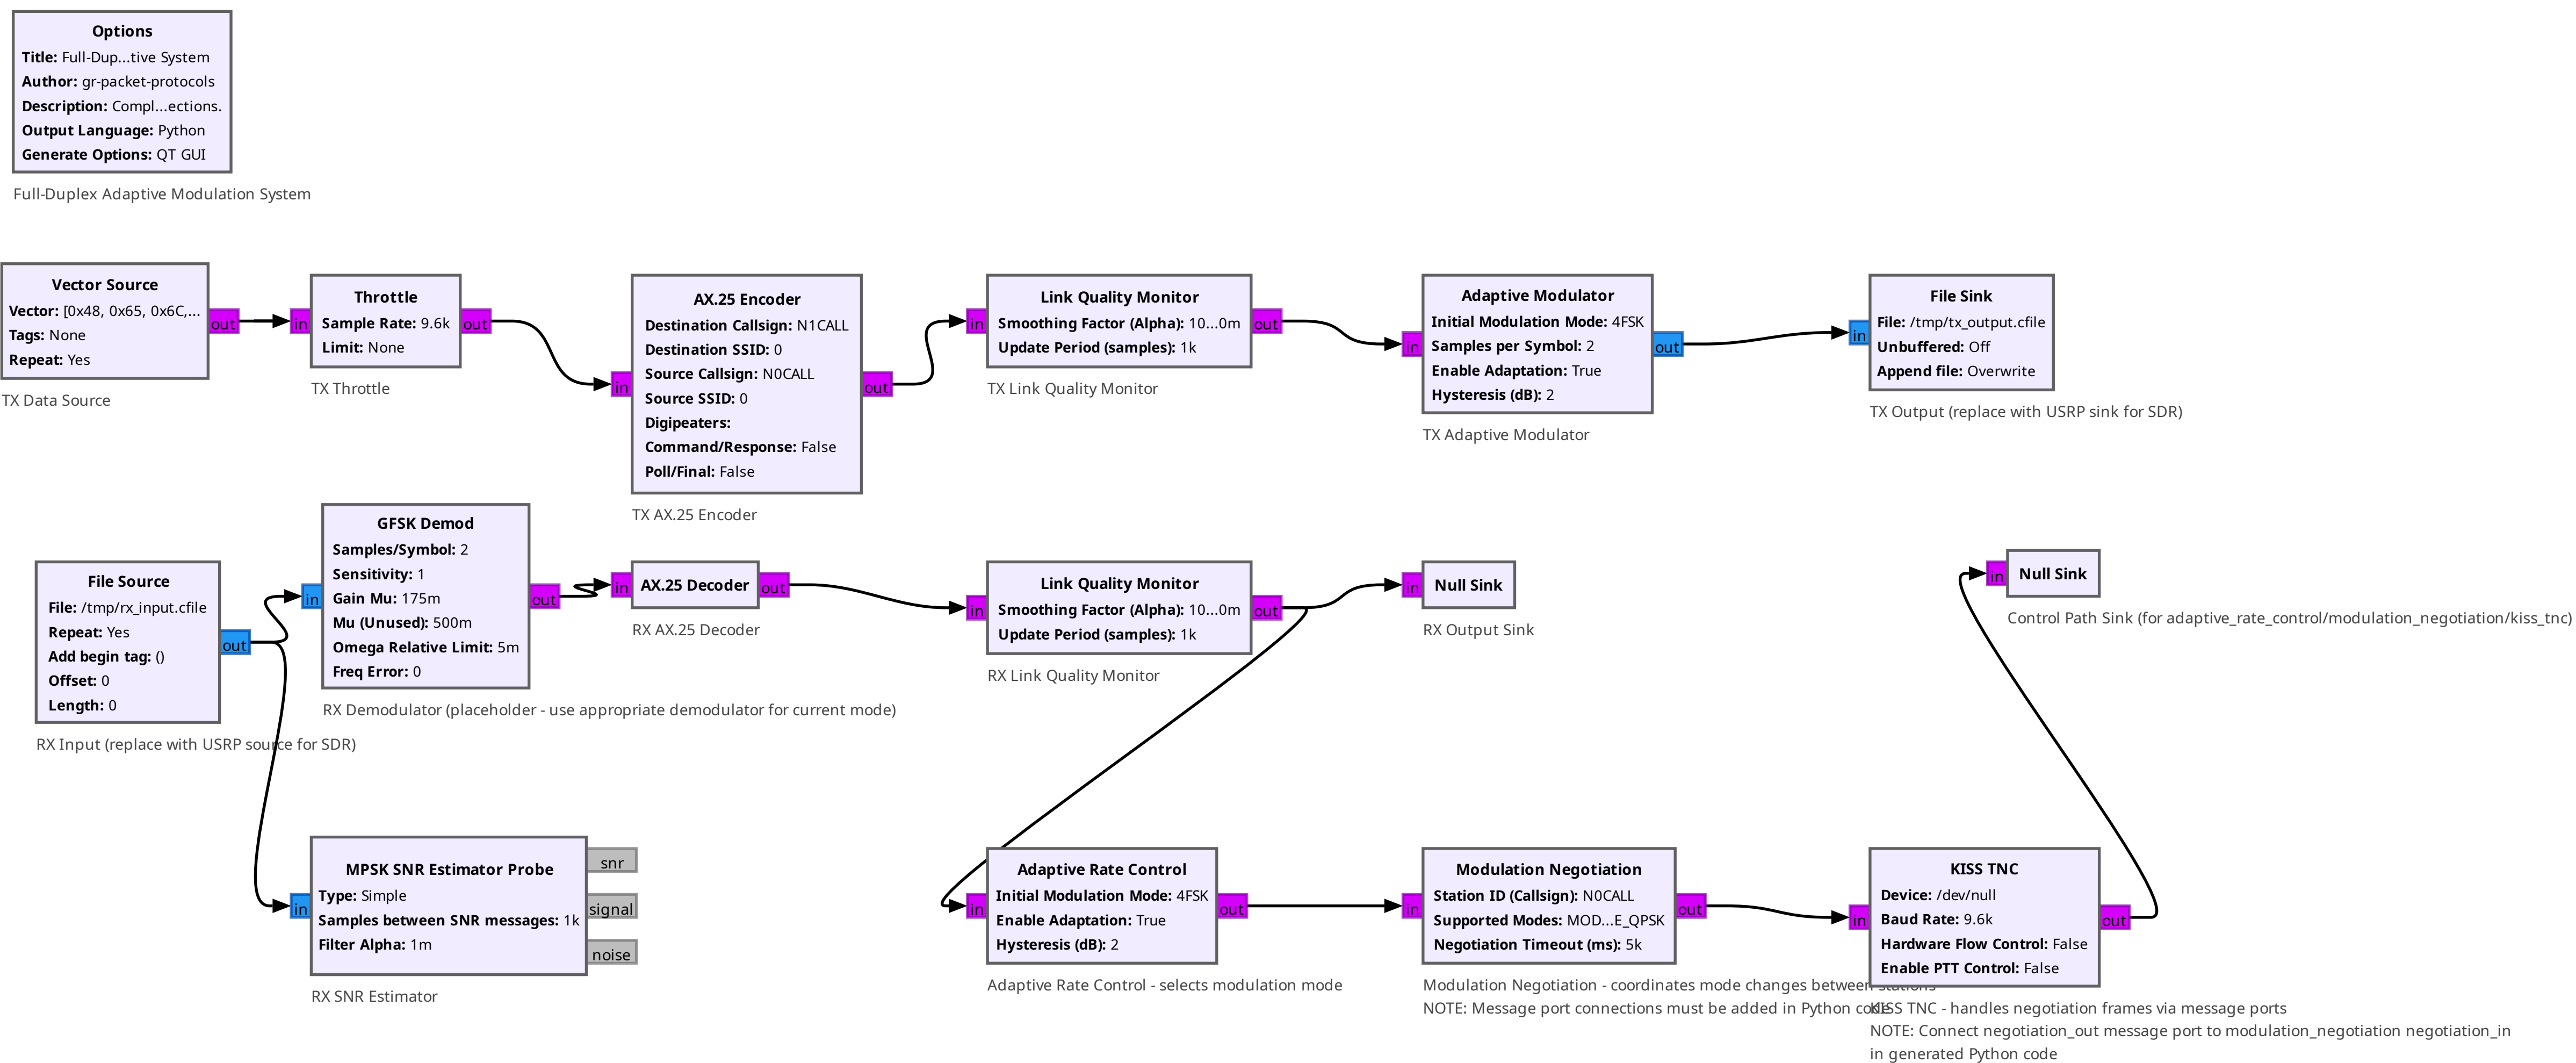 Options
Title: Full-Dup...tive System
Author: gr-packet-protocols
Description: Compl...ections.
Output Language: Python
Generate Options: QT GUI
Full-Duplex Adaptive Modulation System
Vector Source
Vector: [0x48, 0x65, 0x6C,...
Tags: None
Repeat: Yes
out
TX Data Source
in
Throttle
Sample Rate: 9.6k
Limit: None
out
TX Throttle
in
AX.25 Encoder
Destination Callsign: N1CALL
Destination SSID: 0
Source Callsign: N0CALL
Source SSID: 0
Digipeaters:
Command/Response: False
Poll/Final: False
out
TX AX.25 Encoder
in
Link Quality Monitor
Smoothing Factor (Alpha): 10...0m
Update Period (samples): 1k
out
TX Link Quality Monitor
in
Adaptive Modulator
Initial Modulation Mode: 4FSK
Samples per Symbol: 2
Enable Adaptation: True
Hysteresis (dB): 2
out
TX Adaptive Modulator
in
File Sink
File: /tmp/tx_output.cfile
Unbuffered: Off
Append file: Overwrite
TX Output (replace with USRP sink for SDR)
File Source
File: /tmp/rx_input.cfile
Repeat: Yes
Add begin tag: ()
Offset: 0
Length: 0
out
RX Input (replace with USRP source for SDR)
in
GFSK Demod
Samples/Symbol: 2
Sensitivity: 1
Gain Mu: 175m
Mu (Unused): 500m
Omega Relative Limit: 5m
Freq Error: 0
out
RX Demodulator (placeholder - use appropriate demodulator for current mode)
in
AX.25 Decoder
out
RX AX.25 Decoder
in
Link Quality Monitor
Smoothing Factor (Alpha): 10...0m
Update Period (samples): 1k
out
RX Link Quality Monitor
in
Null Sink
RX Output Sink
in
Null Sink
Control Path Sink (for adaptive_rate_control/modulation_negotiation/kiss_tnc)
in
MPSK SNR Estimator Probe
Type: Simple
Samples between SNR messages: 1k
Filter Alpha: 1m
snr
signal
noise
RX SNR Estimator
in
Adaptive Rate Control
Initial Modulation Mode: 4FSK
Enable Adaptation: True
Hysteresis (dB): 2
out
Adaptive Rate Control - selects modulation mode
in
Modulation Negotiation
Station ID (Callsign): N0CALL
Supported Modes: MOD...E_QPSK
Negotiation Timeout (ms): 5k
out
Modulation Negotiation - coordinates mode changes between stations
NOTE: Message port connections must be added in Python code
in
KISS TNC
Device: /dev/null
Baud Rate: 9.6k
Hardware Flow Control: False
Enable PTT Control: False
out
KISS TNC - handles negotiation frames via message ports
NOTE: Connect negotiation_out message port to modulation_negotiation negotiation_in
in generated Python code